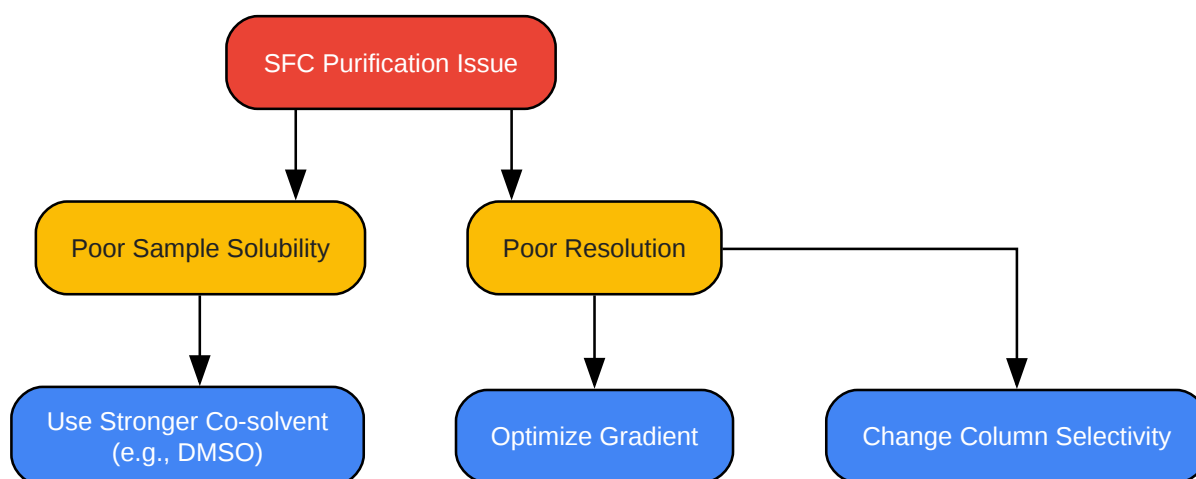 SFC Purification Issue
Poor Sample Solubility
Poor Resolution
Use Stronger Co-solvent
(e.g., DMSO)
Optimize Gradient
Change Column Selectivity